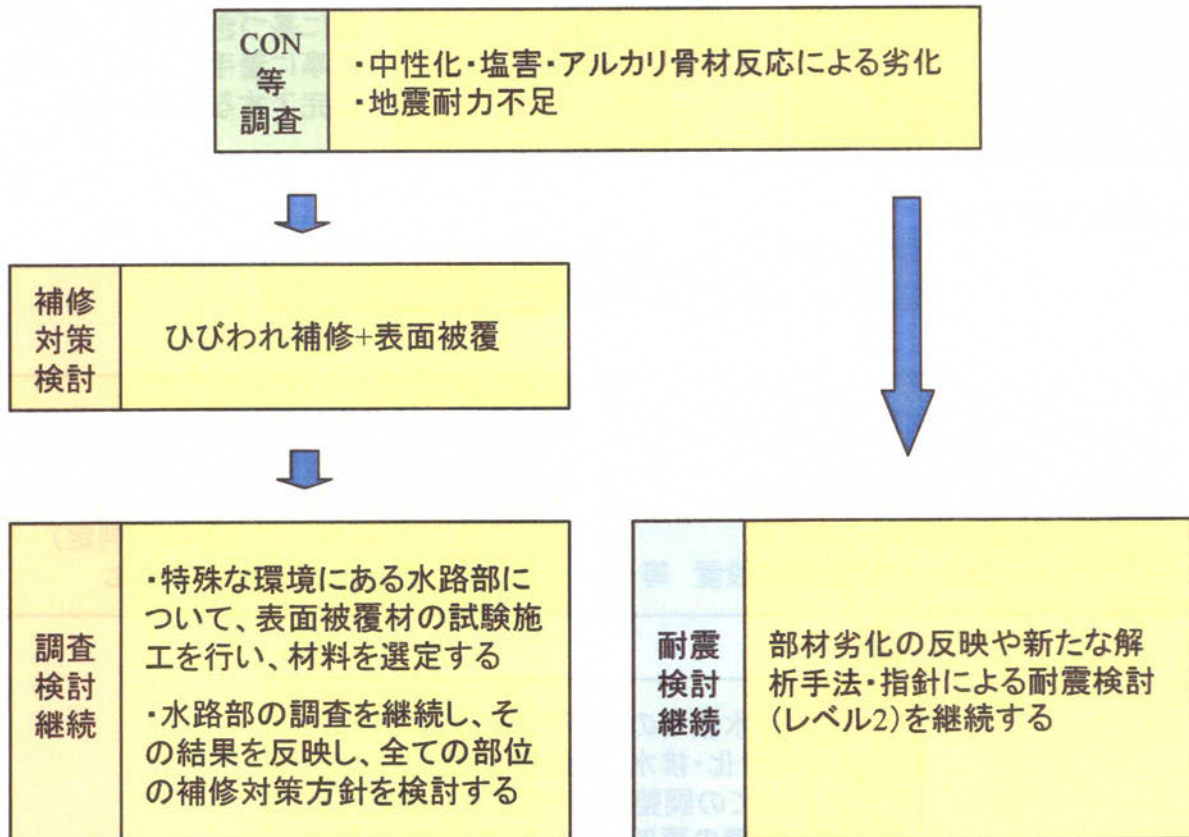 CON
等
調査
・中性化・塩害・アルカリ骨材反応による劣化
・地震耐力不足
補修
対策
検討
ひびわれ補修+表面被覆
調査
検討
継続
・特殊な環境にある水路部に
ついて、表面被覆材の試験施
工を行い、材料を選定する
・水路部の調査を継続し、そ
の結果を反映し、全ての部位
の補修対策方針を検討する
耐震
検討
継続
部材劣化の反映や新たな解
析手法・指針による耐震検討
(レベル2)を継続する